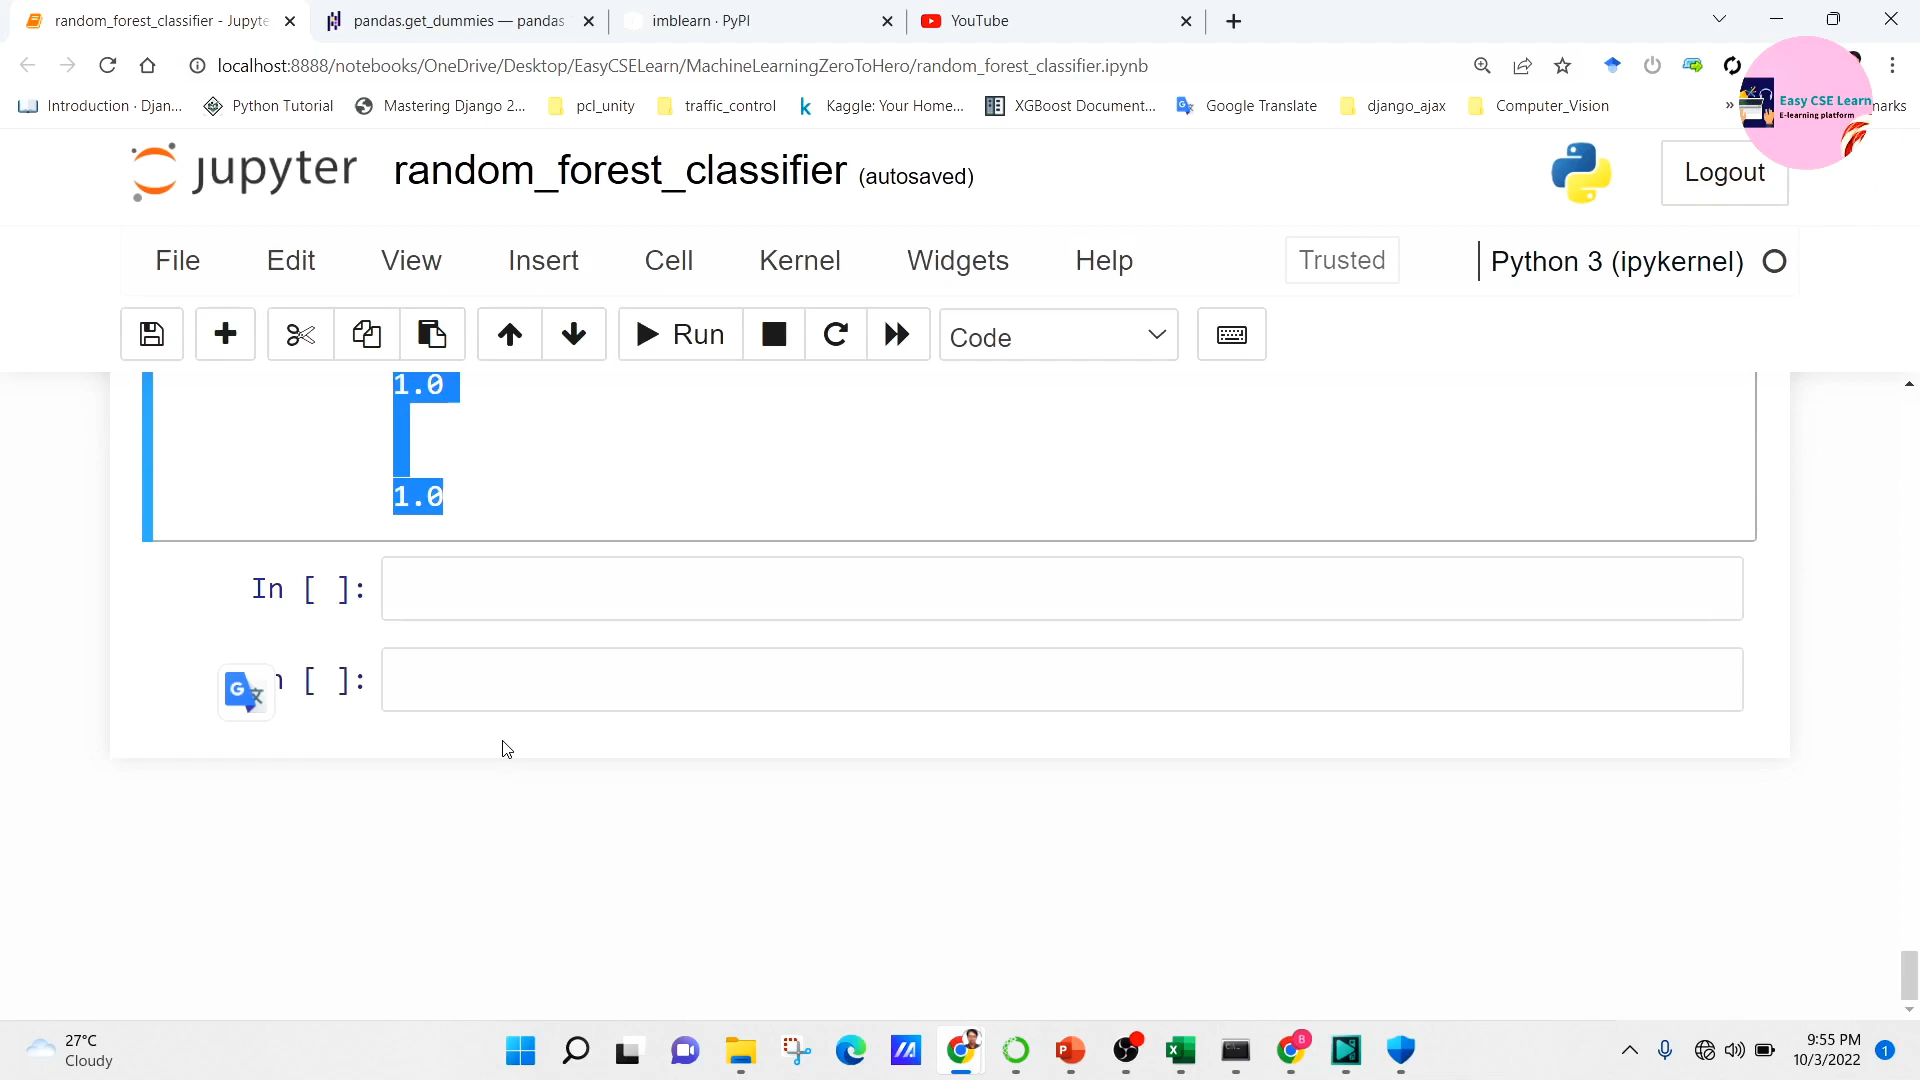 random_forest_classifier - Jupyte
pandas.get_dummies — pandas
imblearn · PyPI
YouTube
localhost:8888/notebooks/OneDrive/Desktop/EasyCSELearn/MachineLearningZeroToHero/random_forest_classifier.ipynb
Introduction · Djan...
Python Tutorial
Mastering Django 2...
pcl_unity
traffic_control
Kaggle: Your Home...
XGBoost Document...
Google Translate
django_ajax
Computer_Vision
»
Easy CSE Learn
E-learning platform
marks
jupyter
random_forest_classifier (autosaved)
Logout
File
Edit
View
Insert
Cell
Kernel
Widgets
Help
Trusted
Python 3 (ipykernel)
Run
Code
1.0
1.0
In [ ]:
n [ ]:
G
27°C
Cloudy
8
9:55 PM
10/3/2022
1